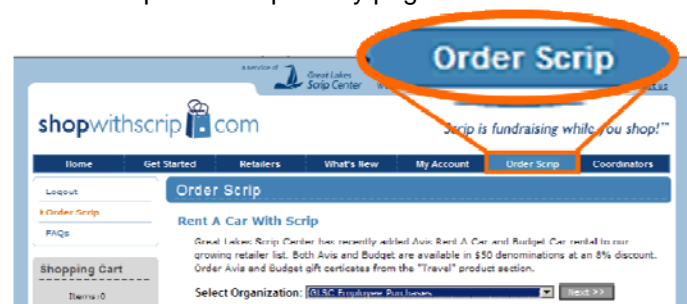 Order Scrip
a service of
Great Lakes
Scrip Center
shopwithscrip com
Scrip is fundraising while you shop!™
Home Get Started Retailers What's New My Account Order Scrip Coordinators
Logout
Order Scrip
Order Scrip
FAQs
Rent A Car With Scrip
Great Lakes Scrip Center has recently added Avis Rent A Car and Budget Car rental to our
growing retailer list. Both Avis and Budget are available in $50 denominations at an 8% discount.
Order Avis and Budget gift certicates from the "Travel" product section.
Shopping Cart
Items:0
Select Organization: GLSC Employee Purchases Next >>